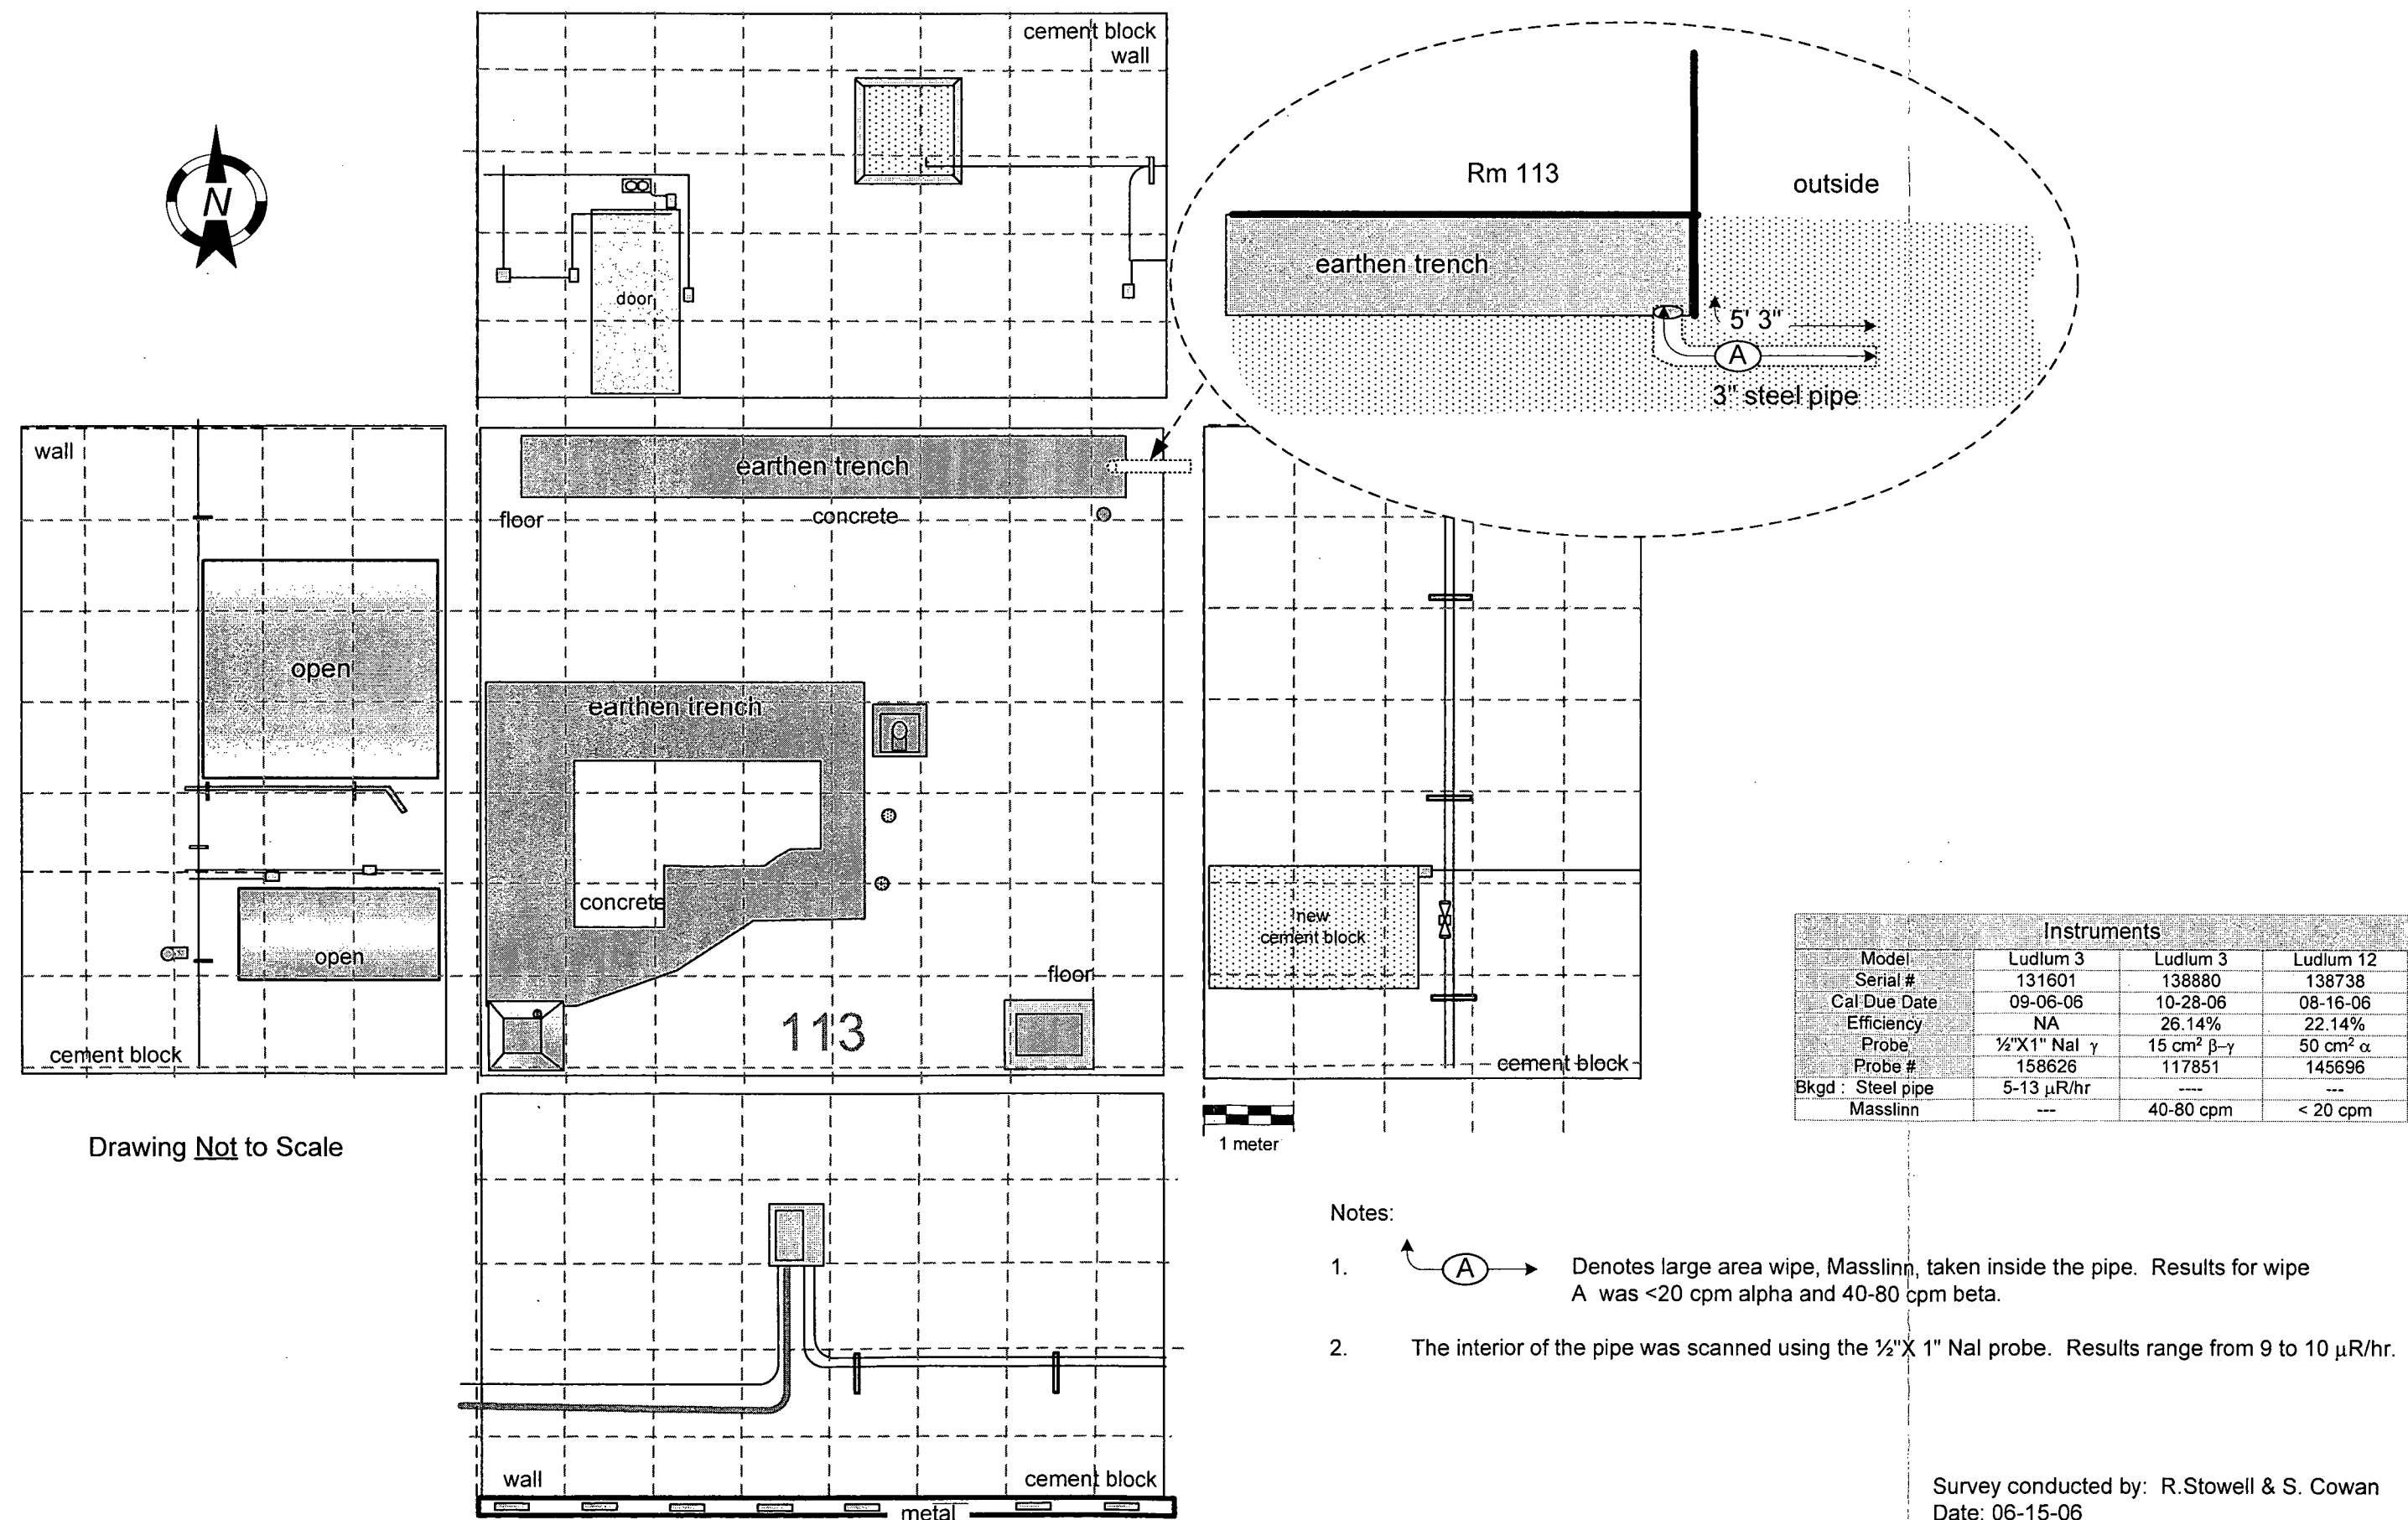 cement block
wall
N
door
Rm 113
outside
earthen trench
5' 3"
A
3" steel pipe
wall
open
open
cement block
earthen trench
floor
concrete
earthen trench
concrete
floor
113
new
cement block
cement block
1 meter
Drawing Not to Scale
wall
cement block
metal
Instruments
Model Ludlum 3 Ludlum 3 Ludlum 12
Serial # 131601 138880 138738
Cal Due Date 09-06-06 10-28-06 08-16-06
Efficiency NA 26.14% 22.14%
Probe ½"X1" NaI γ 15 cm² β–γ 50 cm² α
Probe # 158626 117851 145696
Bkgd : Steel pipe 5-13 μR/hr ---- ---
Masslinn --- 40-80 cpm < 20 cpm
Notes:
1. A Denotes large area wipe, Masslinn, taken inside the pipe. Results for wipe
A was <20 cpm alpha and 40-80 cpm beta.
2. The interior of the pipe was scanned using the ½"X 1" NaI probe. Results range from 9 to 10 μR/hr.
Survey conducted by: R.Stowell & S. Cowan
Date: 06-15-06